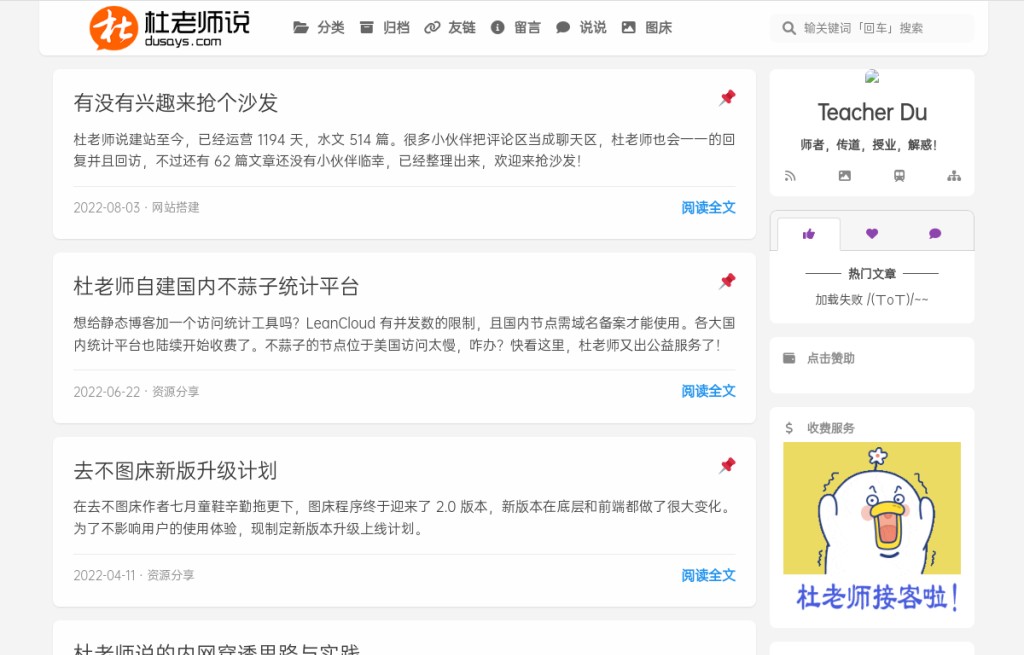 杜老师说
dusays.com
分类
归档
友链
留言
说说
图床
输关键词「回车」搜索
有没有兴趣来抢个沙发
杜老师说建站至今，已经运营 1194 天，水文 514 篇。很多小伙伴把评论区当成聊天区，杜老师也会一一的回
复并且回访，不过还有 62 篇文章还没有小伙伴临幸，已经整理出来，欢迎来抢沙发！
2022-08-03 · 网站搭建
阅读全文
杜老师自建国内不蒜子统计平台
想给静态博客加一个访问统计工具吗？LeanCloud 有并发数的限制，且国内节点需域名备案才能使用。各大国
内统计平台也陆续开始收费了。不蒜子的节点位于美国访问太慢，咋办？快看这里，杜老师又出公益服务了！
2022-06-22 · 资源分享
阅读全文
去不图床新版升级计划
在去不图床作者七月童鞋辛勤拖更下，图床程序终于迎来了 2.0 版本，新版本在底层和前端都做了很大变化。
为了不影响用户的使用体验，现制定新版本升级上线计划。
2022-04-11 · 资源分享
阅读全文
杜老师说的内网穿透思路与实践
Teacher Du
师者，传道，授业，解惑！
热门文章
加载失败 /(ToT)/~~
点击赞助
收费服务
杜老师接客啦！